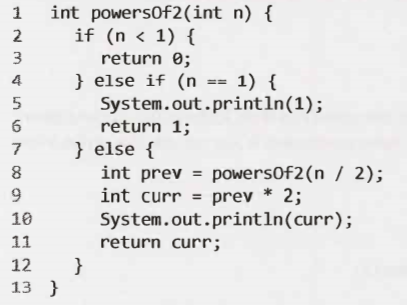 1 int powersOf2(int n) {
2 if (n < 1) {
3 return 0;
4 } else if (n == 1) {
5 System.out.println(1);
6 return 1;
7 } else {
8 int prev = powersOf2(n / 2);
9 int curr = prev * 2;
10 System.out.println(curr);
11 return curr;
12 }
13 }